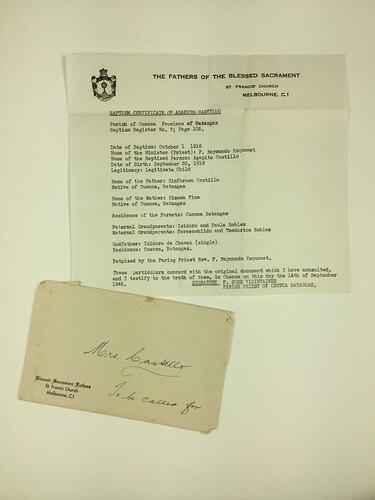 THE FATHERS OF THE BLESSED SACRAMENT
ST. FRANCIS' CHURCH
MELBOURNE, C.1
BAPTISM CERTIFICATE OF AGAPITO CASTILLO
Parish of Cuenca Province of Batangas
Baptism Register No. 7; Page 105.
Date of Baptism: October 1 1916
Name of the Minister (Priest): P. Raymundo Esquenet
Name of the Baptised Person: Agapito Castillo
Date of Birth: September 20, 1916
Legitimacy: Legitimate Child
Name of the Father: Sinforoso Castillo
Native of Cuenca, Batangas
Name of the Mother: Simona Pine
Native of Cuenca, Batangas
Residence of the Parents: Cuenca Batangas
Paternal Grandparents: Isidoro and Paula Robles
Maternal Grandparents: Hermenehildo and Teodorica Robles
Godfather: Isidoro de Chavez (single)
Residence: Cuenca, Batangas.
Batpized by the Paring Priest Rev. P. Raymundo Esquenet.
These particulars concord with the original document which I have consulted,
and I testify to the truth of them, in Cuenca on this day the 14th of September
1945.
SIGNATURE P. JOSE
PARISH PRIEST OF CUENCA BATANGAS.
Mrs. Castello
To be called for
Blessed Sacrament Fathers
St. Francis Church
Melbourne, C.1